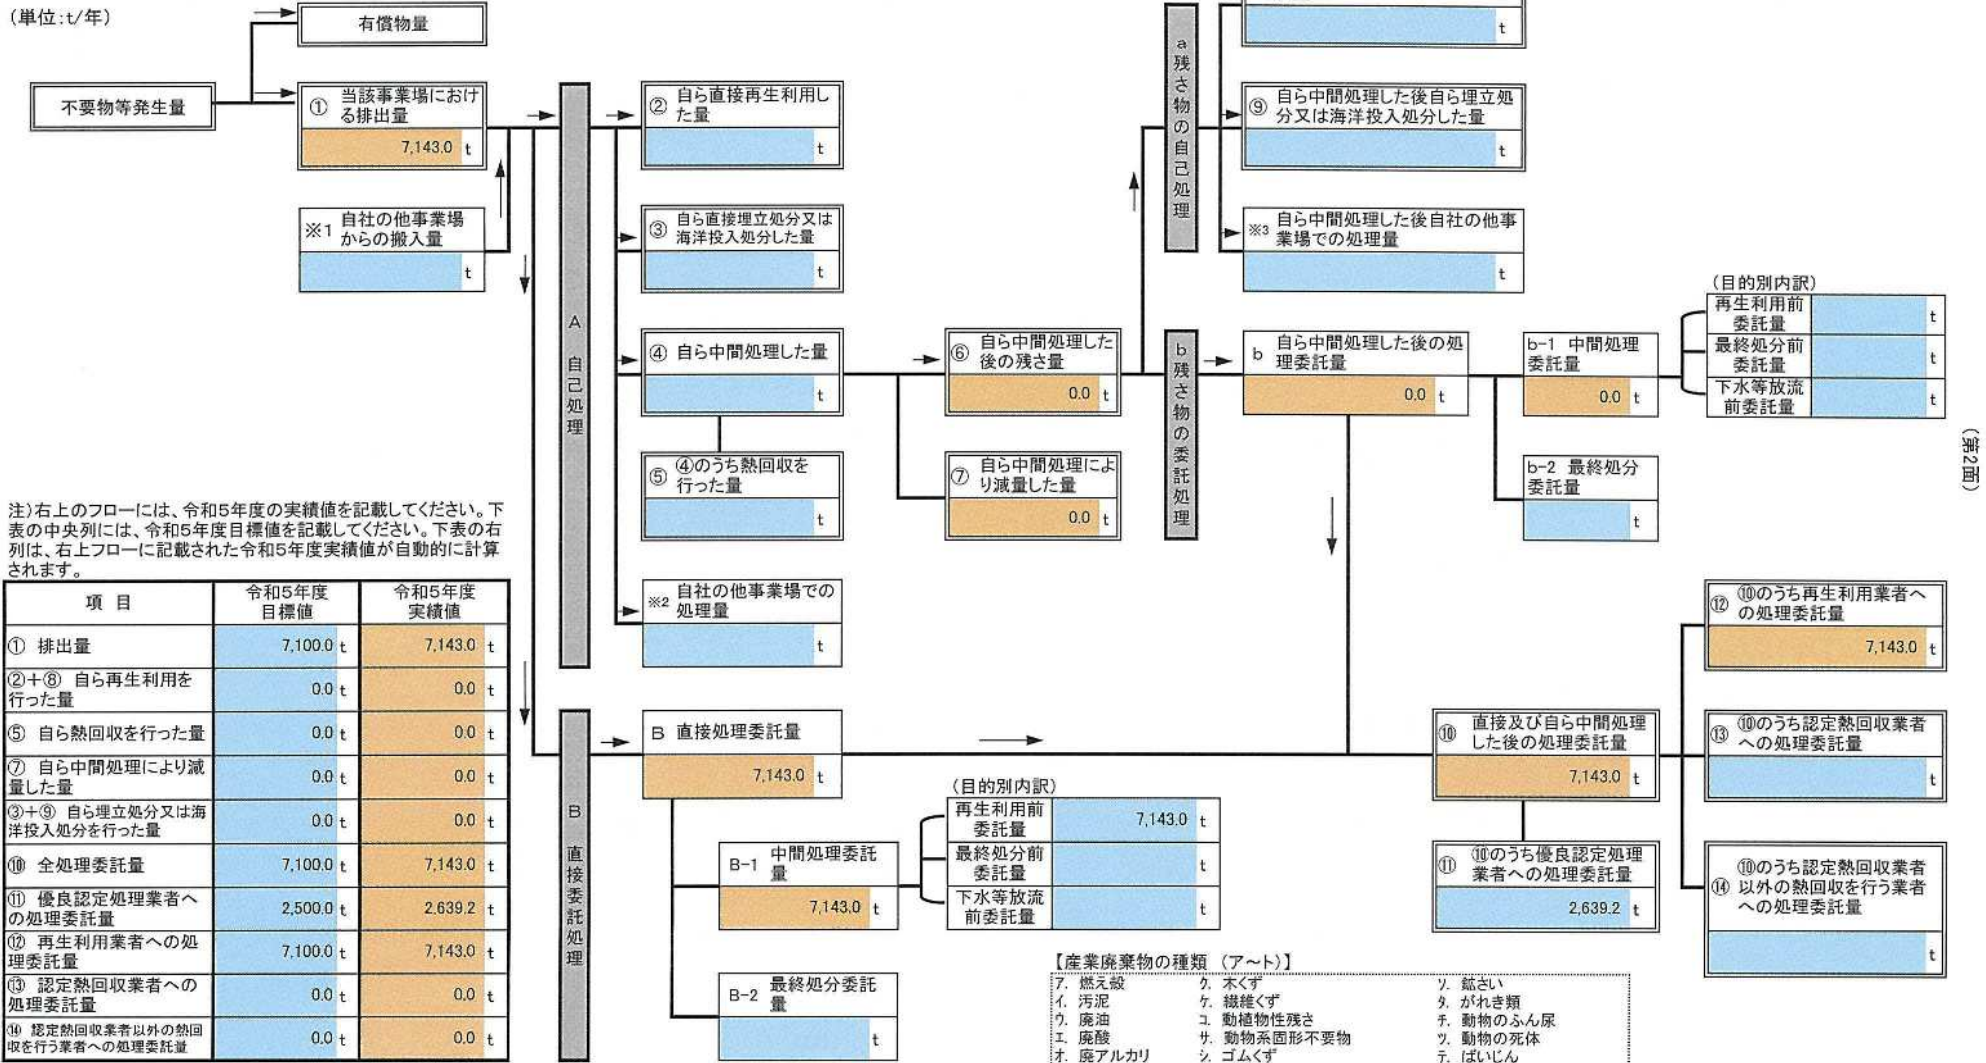 (単位:t/年)
有償物量
不要物等発生量
① 当該事業場におけ
る排出量
7,143.0 t
※1 自社の他事業場
からの搬入量
t
A 自己処理
② 自ら直接再生利用し
た量
t
③ 自ら直接埋立処分又は
海洋投入処分した量
t
④ 自ら中間処理した量
t
⑤ ④のうち熱回収を
行った量
t
※2 自社の他事業場での
処理量
t
⑥ 自ら中間処理した
後の残さ量
0.0 t
⑦ 自ら中間処理によ
り減量した量
0.0 t
a 残さ物の自己処理
t
⑨ 自ら中間処理した後自ら埋立処
分又は海洋投入処分した量
t
※3 自ら中間処理した後自社の他事
業場での処理量
t
b 残さ物の委託処理
b 自ら中間処理した後の処
理委託量
0.0 t
b-1 中間処理
委託量
0.0 t
(目的別内訳)
再生利用前
委託量
t
最終処分前
委託量
t
下水等放流
前委託量
t
b-2 最終処分
委託量
t
(第2面)
注)右上のフローには、令和5年度の実績値を記載してください。下
表の中央列には、令和5年度目標値を記載してください。下表の右
列は、右上フローに記載された令和5年度実績値が自動的に計算
されます。
項 目 令和5年度 目標値 令和5年度 実績値
① 排出量 7,100.0 t 7,143.0 t
②+⑧ 自ら再生利用を
行った量 0.0 t 0.0 t
⑤ 自ら熱回収を行った量 0.0 t 0.0 t
⑦ 自ら中間処理により減
量した量 0.0 t 0.0 t
③+⑨ 自ら埋立処分又は海
洋投入処分を行った量 0.0 t 0.0 t
⑩ 全処理委託量 7,100.0 t 7,143.0 t
⑪ 優良認定処理業者へ
の処理委託量 2,500.0 t 2,639.2 t
⑫ 再生利用業者への処
理委託量 7,100.0 t 7,143.0 t
⑬ 認定熱回収業者への
処理委託量 0.0 t 0.0 t
⑭ 認定熱回収業者以外の熱回
収を行う業者への処理委託量 0.0 t 0.0 t
B 直接委託処理
B 直接処理委託量
7,143.0 t
B-1 中間処理委託
量
7,143.0 t
(目的別内訳)
再生利用前
委託量
7,143.0 t
最終処分前
委託量
t
下水等放流
前委託量
t
B-2 最終処分委託
量
t
⑩ 直接及び自ら中間処理
した後の処理委託量
7,143.0 t
⑪ ⑩のうち優良認定処理
業者への処理委託量
2,639.2 t
⑫ ⑩のうち再生利用業者へ
の処理委託量
7,143.0 t
⑬ ⑩のうち認定熱回収業者
への処理委託量
t
⑭ ⑩のうち認定熱回収業者
以外の熱回収を行う業者
への処理委託量
t
【産業廃棄物の種類 (ア~ト)】
ア. 燃え殻 ク. 木くず ソ. 鉱さい
イ. 汚泥 ケ. 繊維くず タ. がれき類
ウ. 廃油 コ. 動植物性残さ チ. 動物のふん尿
エ. 廃酸 サ. 動物系固形不要物 ツ. 動物の死体
オ. 廃アルカリ シ. ゴムくず テ. ばいじん